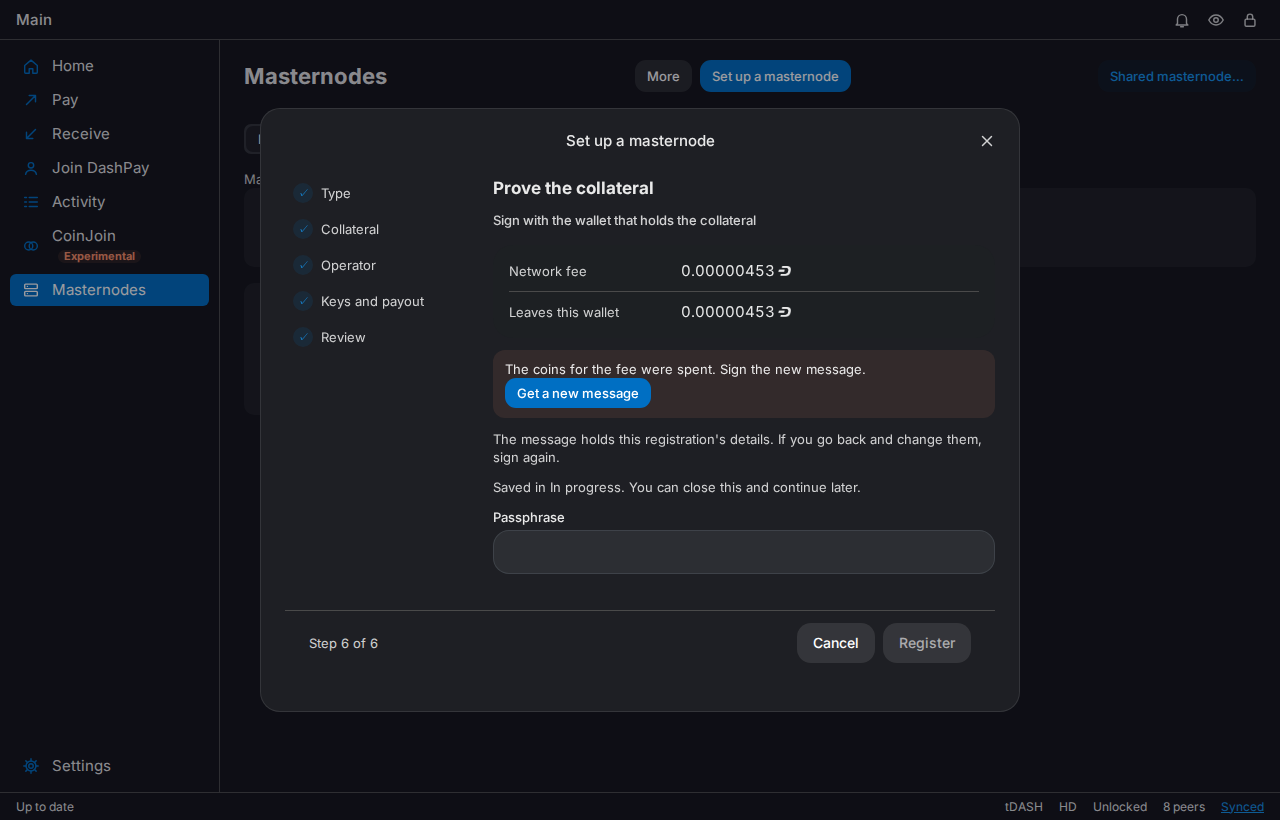 Main
Home
Pay
Receive
Join DashPay
Activity
CoinJoin
Experimental
Masternodes
Settings
Masternodes
More
Set up a masternode
Shared masternode...
Set up a masternode
Type
Collateral
Operator
Keys and payout
Review
Prove the collateral
Sign with the wallet that holds the collateral
Network fee 0.00000453
Leaves this wallet 0.00000453
The coins for the fee were spent. Sign the new message.
Get a new message
The message holds this registration's details. If you go back and change them,
sign again.
Saved in In progress. You can close this and continue later.
Passphrase
Step 6 of 6
Cancel
Register
Up to date
tDASH HD Unlocked 8 peers Synced